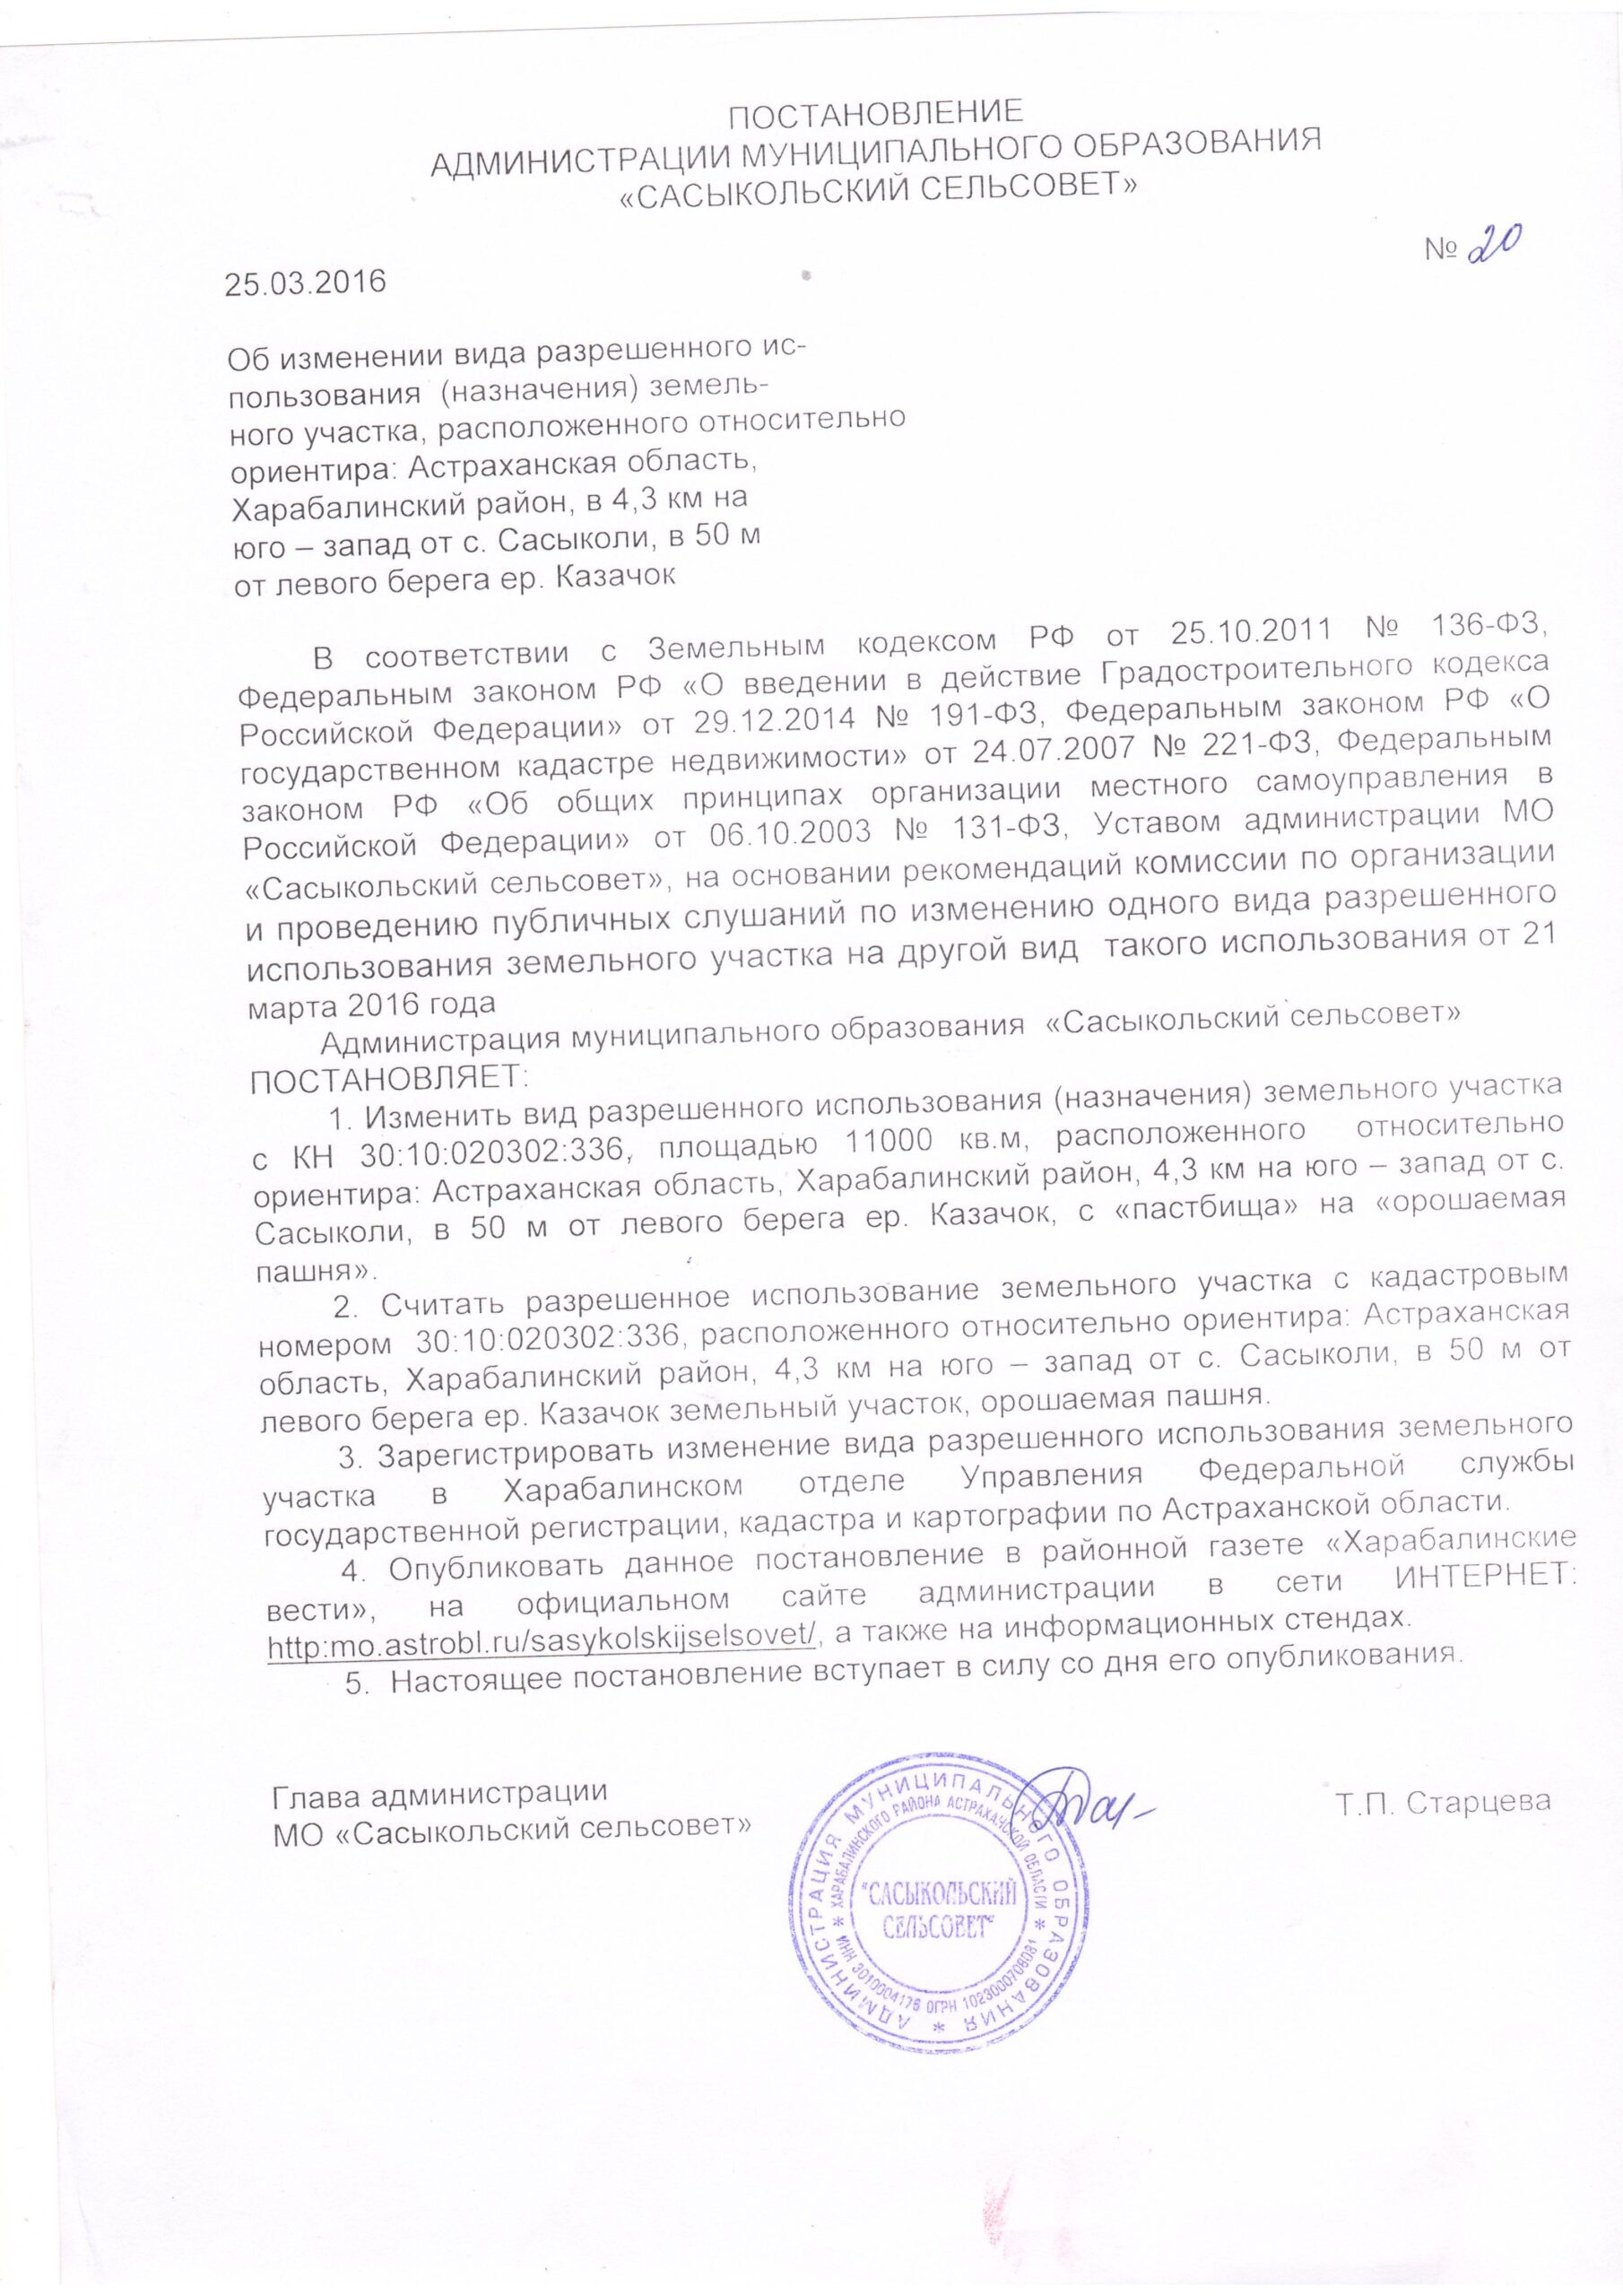 ПОСТАНОВЛЕНИЕ
АДМИНИСТРАЦИИ МУНИЦИПАЛЬНОГО ОБРАЗОВАНИЯ
«САСЫКОЛЬСКИЙ СЕЛЬСОВЕТ»
№ 20
25.03.2016
Об изменении вида разрешенного ис-
пользования (назначения) земель-
ного участка, расположенного относительно
ориентира: Астраханская область,
Харабалинский район, в 4,3 км на
юго – запад от с. Сасыколи, в 50 м
от левого берега ер. Казачок
В соответствии с Земельным кодексом РФ от 25.10.2011 № 136-ФЗ,
Федеральным законом РФ «О введении в действие Градостроительного кодекса
Российской Федерации» от 29.12.2014 № 191-ФЗ, Федеральным законом РФ «О
государственном кадастре недвижимости» от 24.07.2007 № 221-ФЗ, Федеральным
законом РФ «Об общих принципах организации местного самоуправления в
Российской Федерации» от 06.10.2003 № 131-ФЗ, Уставом администрации МО
«Сасыкольский сельсовет», на основании рекомендаций комиссии по организации
и проведению публичных слушаний по изменению одного вида разрешенного
использования земельного участка на другой вид такого использования от 21
марта 2016 года
Администрация муниципального образования «Сасыкольский сельсовет»
ПОСТАНОВЛЯЕТ:
1. Изменить вид разрешенного использования (назначения) земельного участка
с КН 30:10:020302:336, площадью 11000 кв.м, расположенного относительно
ориентира: Астраханская область, Харабалинский район, 4,3 км на юго – запад от с.
Сасыколи, в 50 м от левого берега ер. Казачок, с «пастбища» на «орошаемая
пашня».
2. Считать разрешенное использование земельного участка с кадастровым
номером 30:10:020302:336, расположенного относительно ориентира: Астраханская
область, Харабалинский район, 4,3 км на юго – запад от с. Сасыколи, в 50 м от
левого берега ер. Казачок земельный участок, орошаемая пашня.
3. Зарегистрировать изменение вида разрешенного использования земельного
участка в Харабалинском отделе Управления Федеральной службы
государственной регистрации, кадастра и картографии по Астраханской области.
4. Опубликовать данное постановление в районной газете «Харабалинские
вести», на официальном сайте администрации в сети ИНТЕРНЕТ:
http:mo.astrobl.ru/sasykolskijselsovet/, а также на информационных стендах.
5. Настоящее постановление вступает в силу со дня его опубликования.
Глава администрации
МО «Сасыкольский сельсовет»
Т.П. Старцева
АДМИНИСТРАЦИЯ МУНИЦИПАЛЬНОГО ОБРАЗОВАНИЯ *
* ХАРАБАЛИНСКОГО РАЙОНА АСТРАХАНСКОЙ ОБЛАСТИ *
ИНН 3010004176 ОГРН 1023000708081
"САСЫКОЛЬСКИЙ
СЕЛЬСОВЕТ"